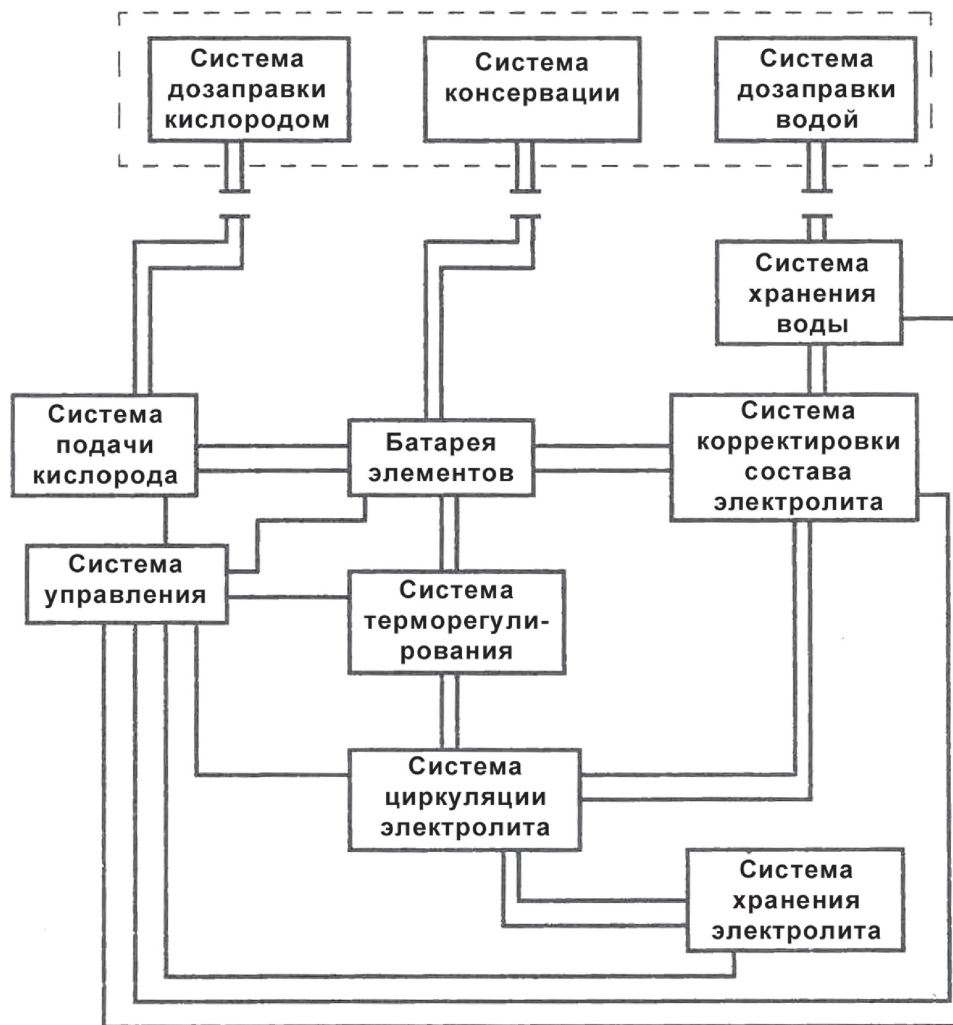 Система
дозаправки
кислородом
Система
консервации
Система
дозаправки
водой
Система
хранения
воды
Система
подачи
кислорода
Батарея
элементов
Система
корректировки
состава
электролита
Система
управления
Система
терморегули-
рования
Система
циркуляции
электролита
Система
хранения
электролита